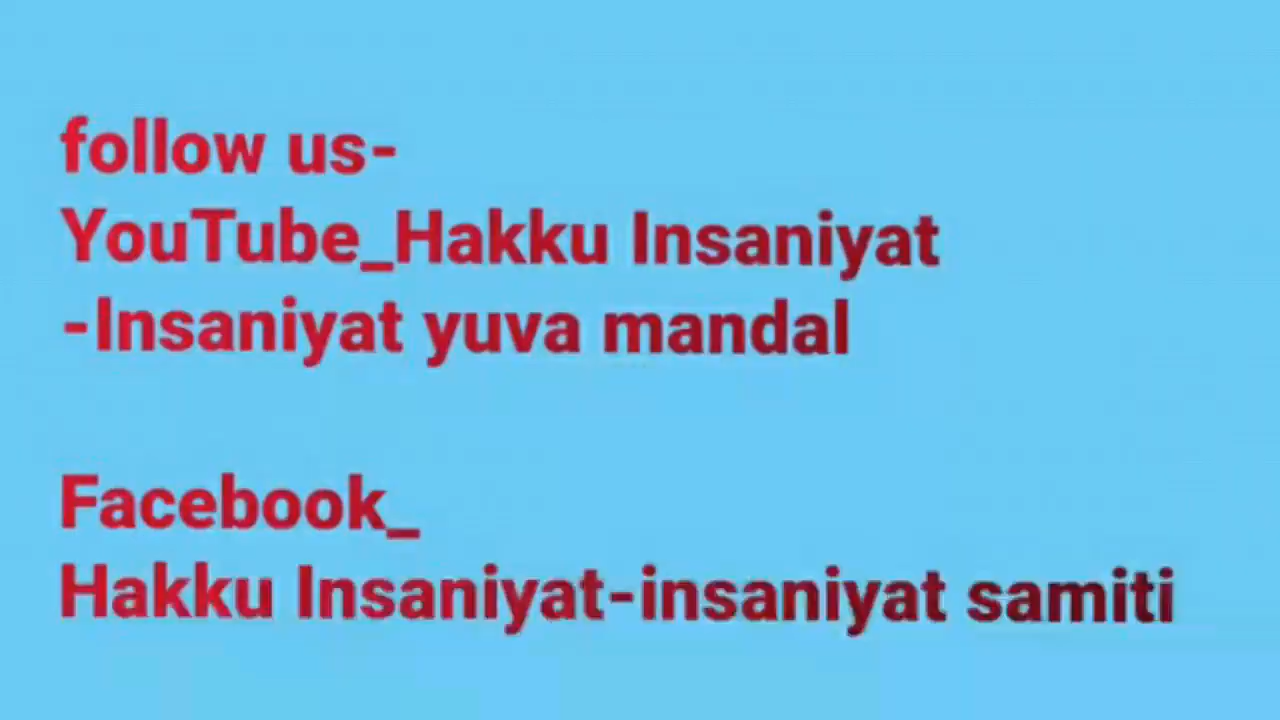 follow us-
YouTube_Hakku Insaniyat
-Insaniyat yuva mandal
Facebook_
Hakku Insaniyat-insaniyat samiti